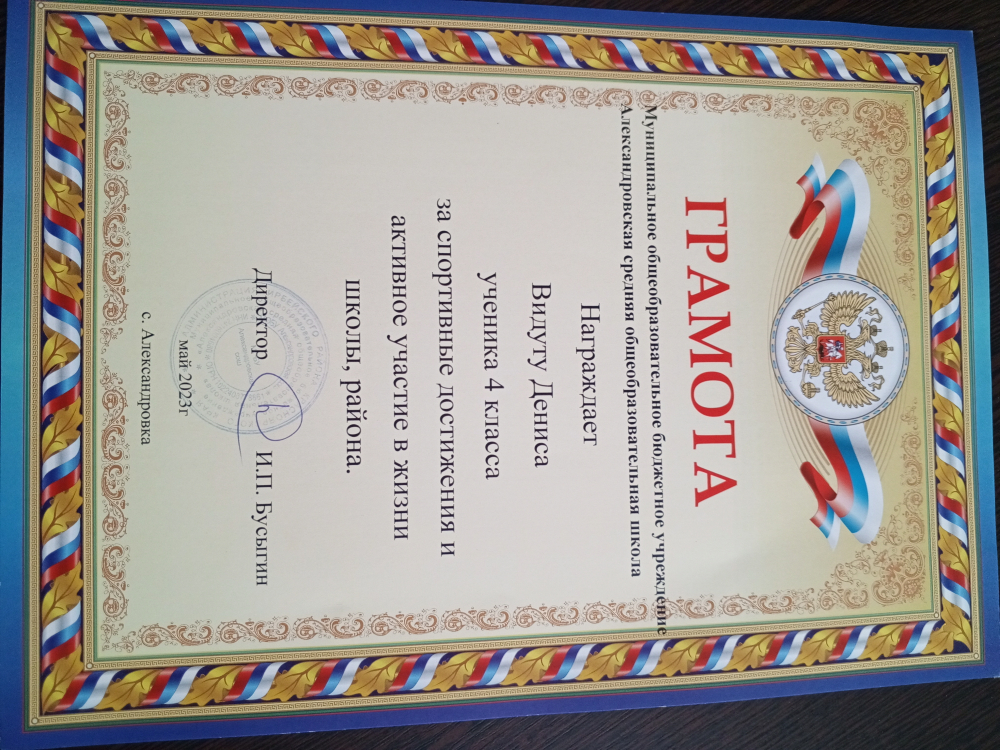 ГРАМОТА
Муниципальное общеобразовательное бюджетное учреждение
Александровская средняя общеобразовательная школа
Награждает
Видуту Дениса
ученика 4 класса
за спортивные достижения и
активное участие в жизни
школы, района.
Директор И.П. Бусыгин
май 2023г
с. Александровка